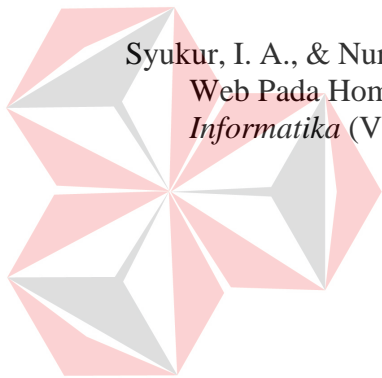 Syukur, I. A., & Nur
Web Pada Hom
Informatika (V